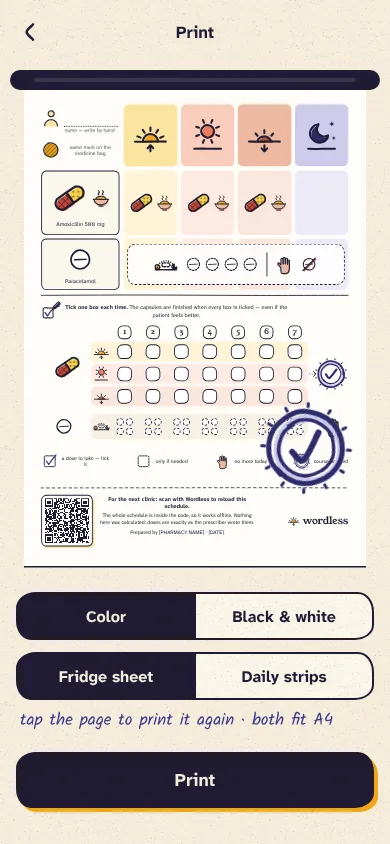 Print
name — write by hand
same mark on the
medicine bag
Amoxicillin 500 mg
Paracetamol
Tick one box each time. The capsules are finished when every box is ticked — even if the
patient feels better.
1 2 3 4 5 6 7
a dose to take — tick
it
only if needed
no more today
For the next clinic: scan with Wordless to reload this
schedule.
The whole schedule is inside the code, so it works offline. Nothing
here was calculated: doses are exactly as the prescriber wrote them.
Prepared by [PHARMACY NAME] · [DATE]
wordless
Color
Black & white
Fridge sheet
Daily strips
tap the page to print it again · both fit A4
Print